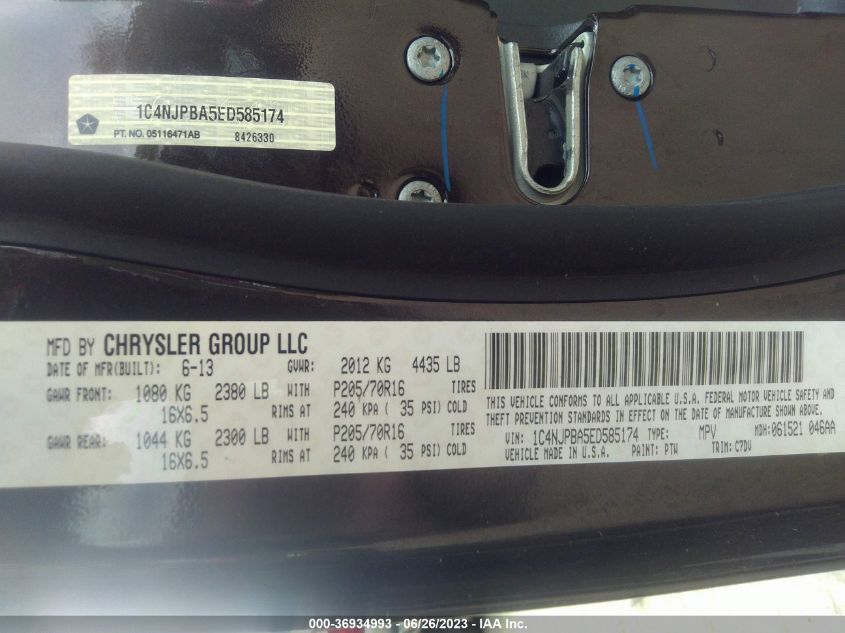 1C4NJPBA5ED585174
PT. NO. 05116471AB 8426330
MFD BY CHRYSLER GROUP LLC
DATE OF MFR(BUILT): 6-13 GVWR: 2012 KG 4435 LB
GAWR FRONT: 1080 KG 2380 LB WITH P205/70R16 TIRES
16X6.5 RIMS AT 240 KPA ( 35 PSI) COLD
GAWR REAR: 1044 KG 2300 LB WITH P205/70R16 TIRES
16X6.5 RIMS AT 240 KPA ( 35 PSI) COLD
THIS VEHICLE CONFORMS TO ALL APPLICABLE U.S.A. FEDERAL MOTOR VEHICLE SAFETY AND
THEFT PREVENTION STANDARDS IN EFFECT ON THE DATE OF MANUFACTURE SHOWN ABOVE.
VIN: 1C4NJPBA5ED585174 TYPE: MPV MDH: 061521 046AA
VEHICLE MADE IN U.S.A. PAINT: PTW TRIM: C7DV
000-36934993 - 06/26/2023 - IAA Inc.